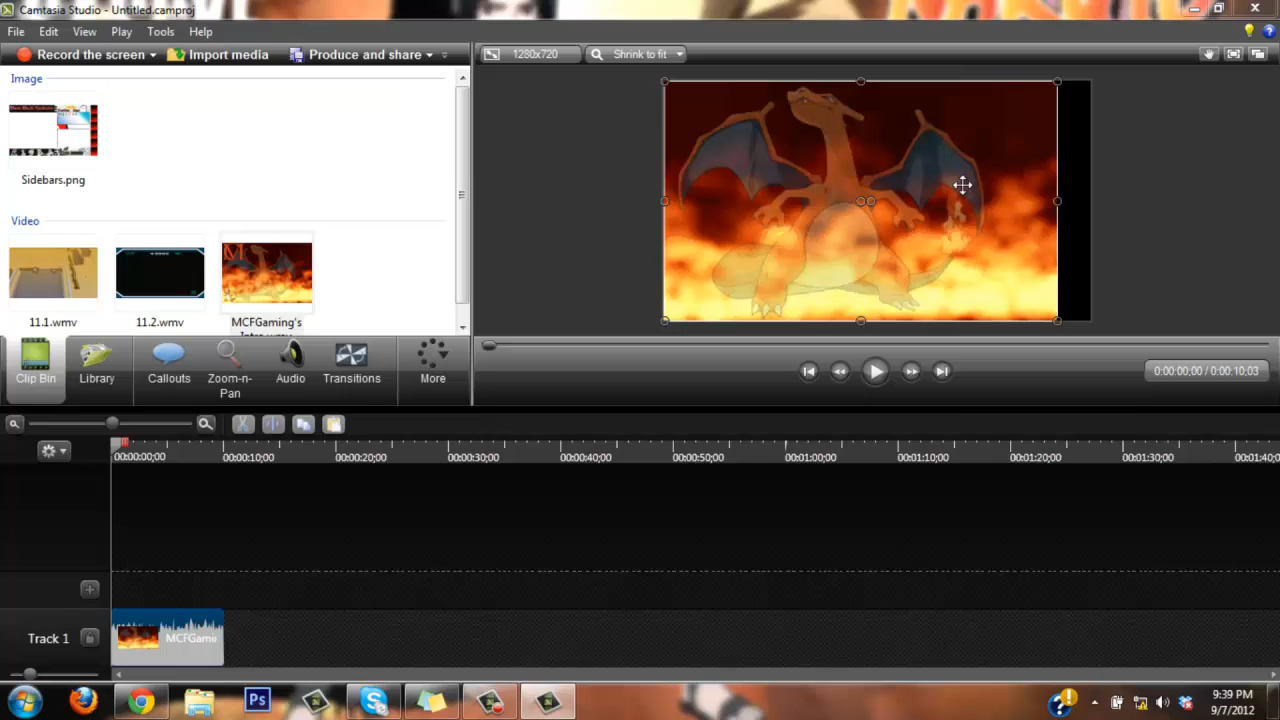 Camtasia Studio - Untitled.camproj
File Edit View Play Tools Help
Record the screen Import media Produce and share
1280x720 Shrink to fit
Image
Sidebars.png
Video
M
11.1.wmv 11.2.wmv MCFGaming's
Intro.wmv
Clip Bin Library Callouts Zoom-n-
Pan Audio Transitions More
0:00:00;00 / 0:00:10;03
00:00:00;00 00:00:10;00 00:00:20;00 00:00:30;00 00:00:40;00 00:00:50;00 00:01:00;00 00:01:10;00 00:01:20;00 00:01:30;00 00:01:40;0
Track 1 MCFGami
Ps
9:39 PM
9/7/2012